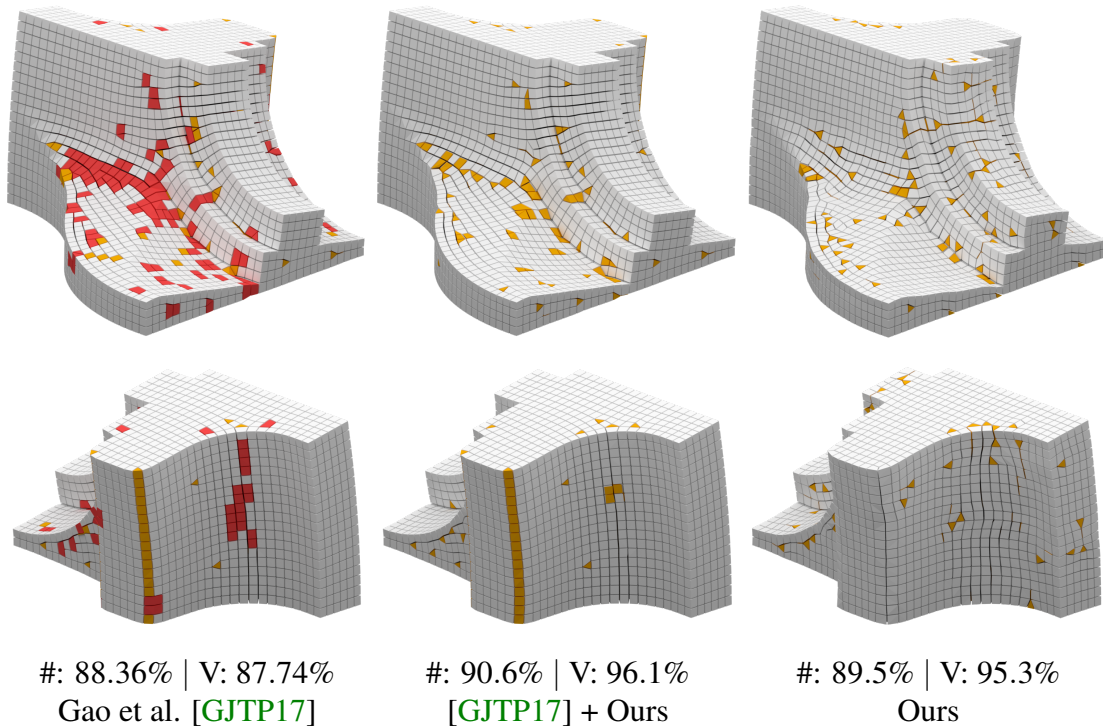 #: 88.36% | V: 87.74%
Gao et al. [GJTP17]
#: 90.6% | V: 96.1%
[GJTP17] + Ours
#: 89.5% | V: 95.3%
Ours